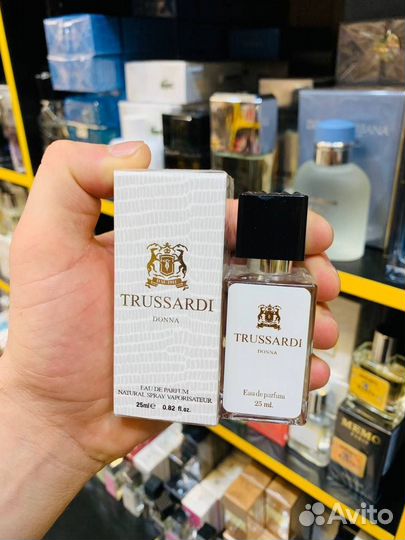 TRUSSARDI
DONNA
EAU DE PARFUM
NATURAL SPRAY VAPORISATEUR
25ml e 0.82 fl.oz.
TRUSSARDI
DONNA
Eau de parfum
25 ml.
MEMO
Avito